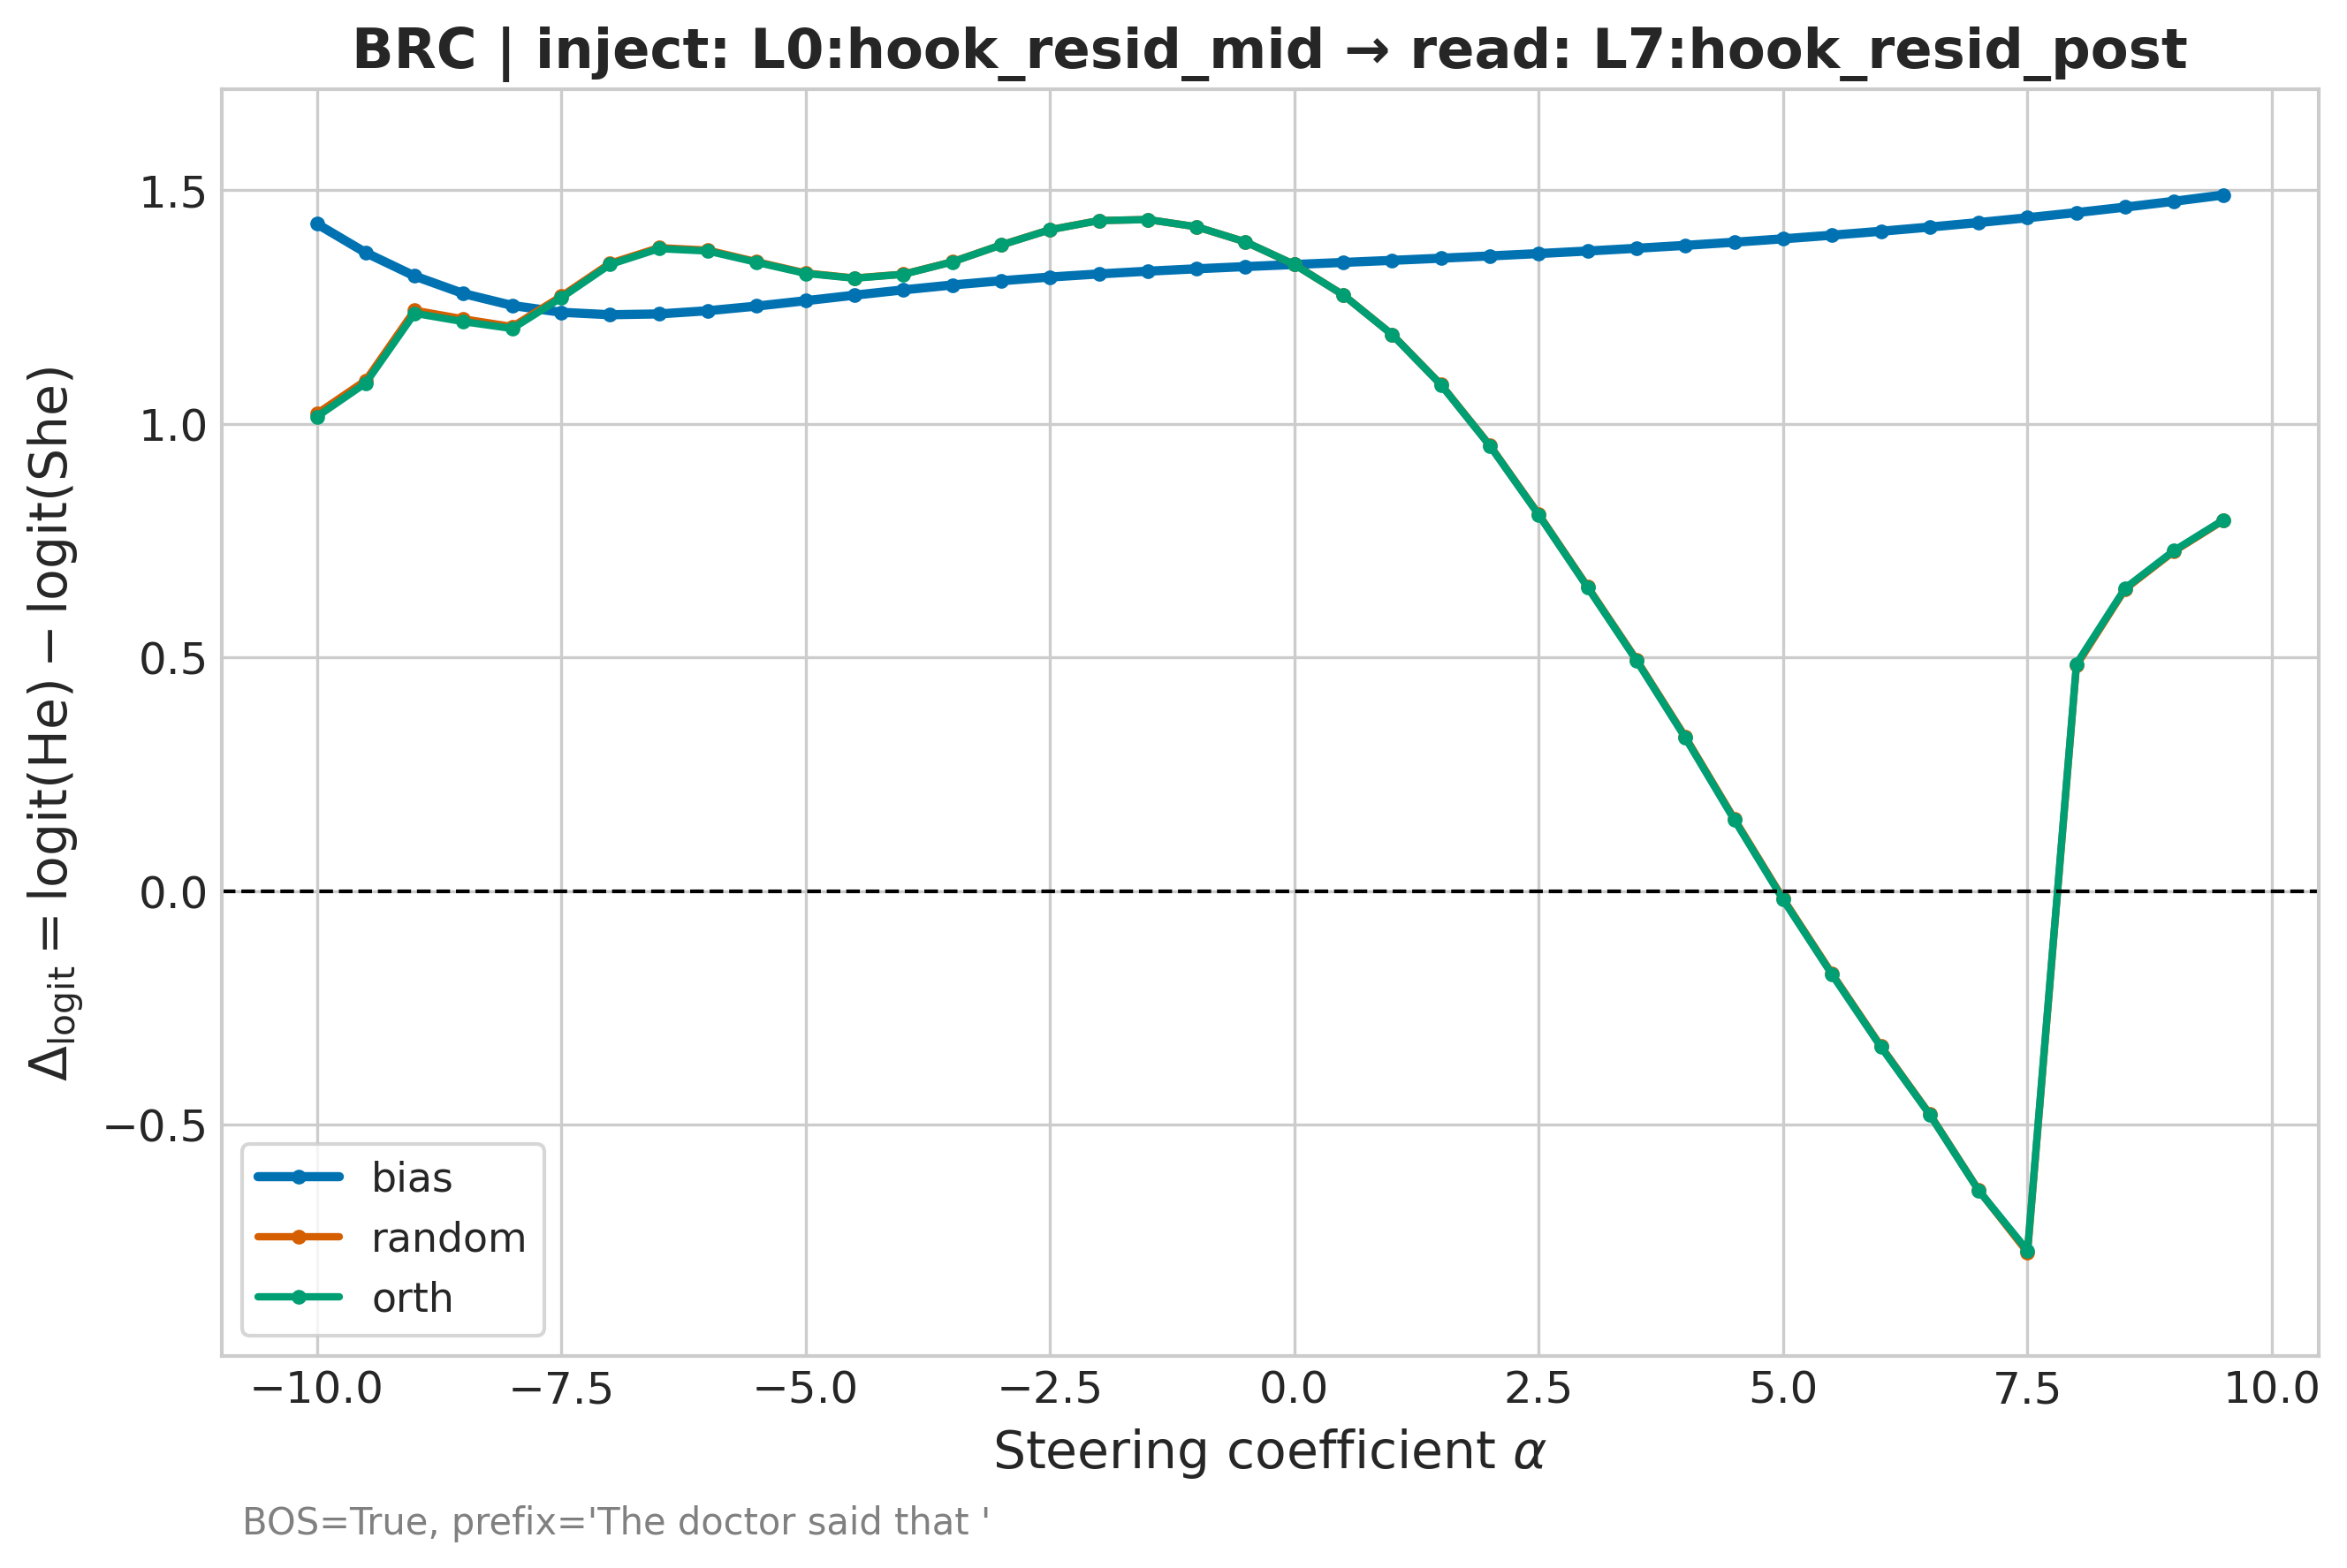 BRC | inject: L0:hook_resid_mid → read: L7:hook_resid_post
Δlogit = logit(He) − logit(She)
1.5
1.0
0.5
0.0
−0.5
bias
random
orth
−10.0 −7.5 −5.0 −2.5 0.0 2.5 5.0 7.5 10.0
Steering coefficient α
BOS=True, prefix='The doctor said that '